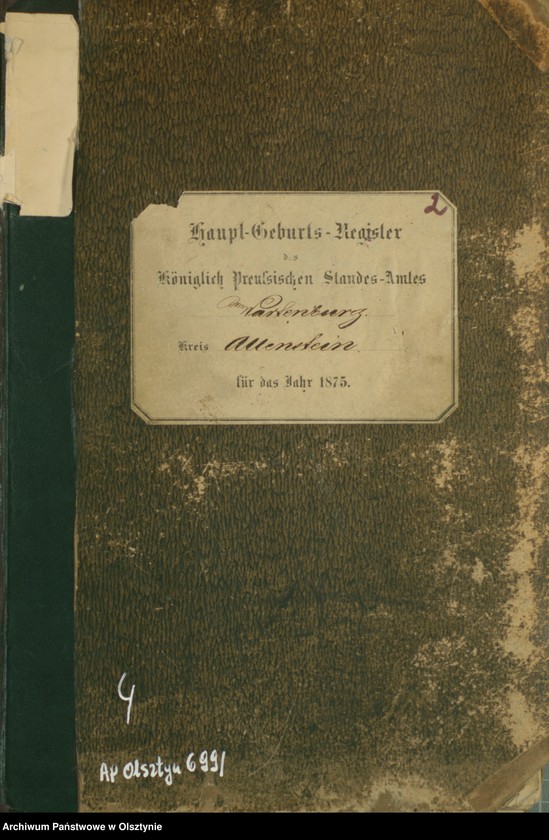 2
Haupt-Geburts-Register
des
Königlich Preußischen Standes-Amtes
Wartenburg.
Kreis Allenstein.
für das Jahr 1875.
4
AP Olsztyn 699/
Archiwum Państwowe w Olsztynie